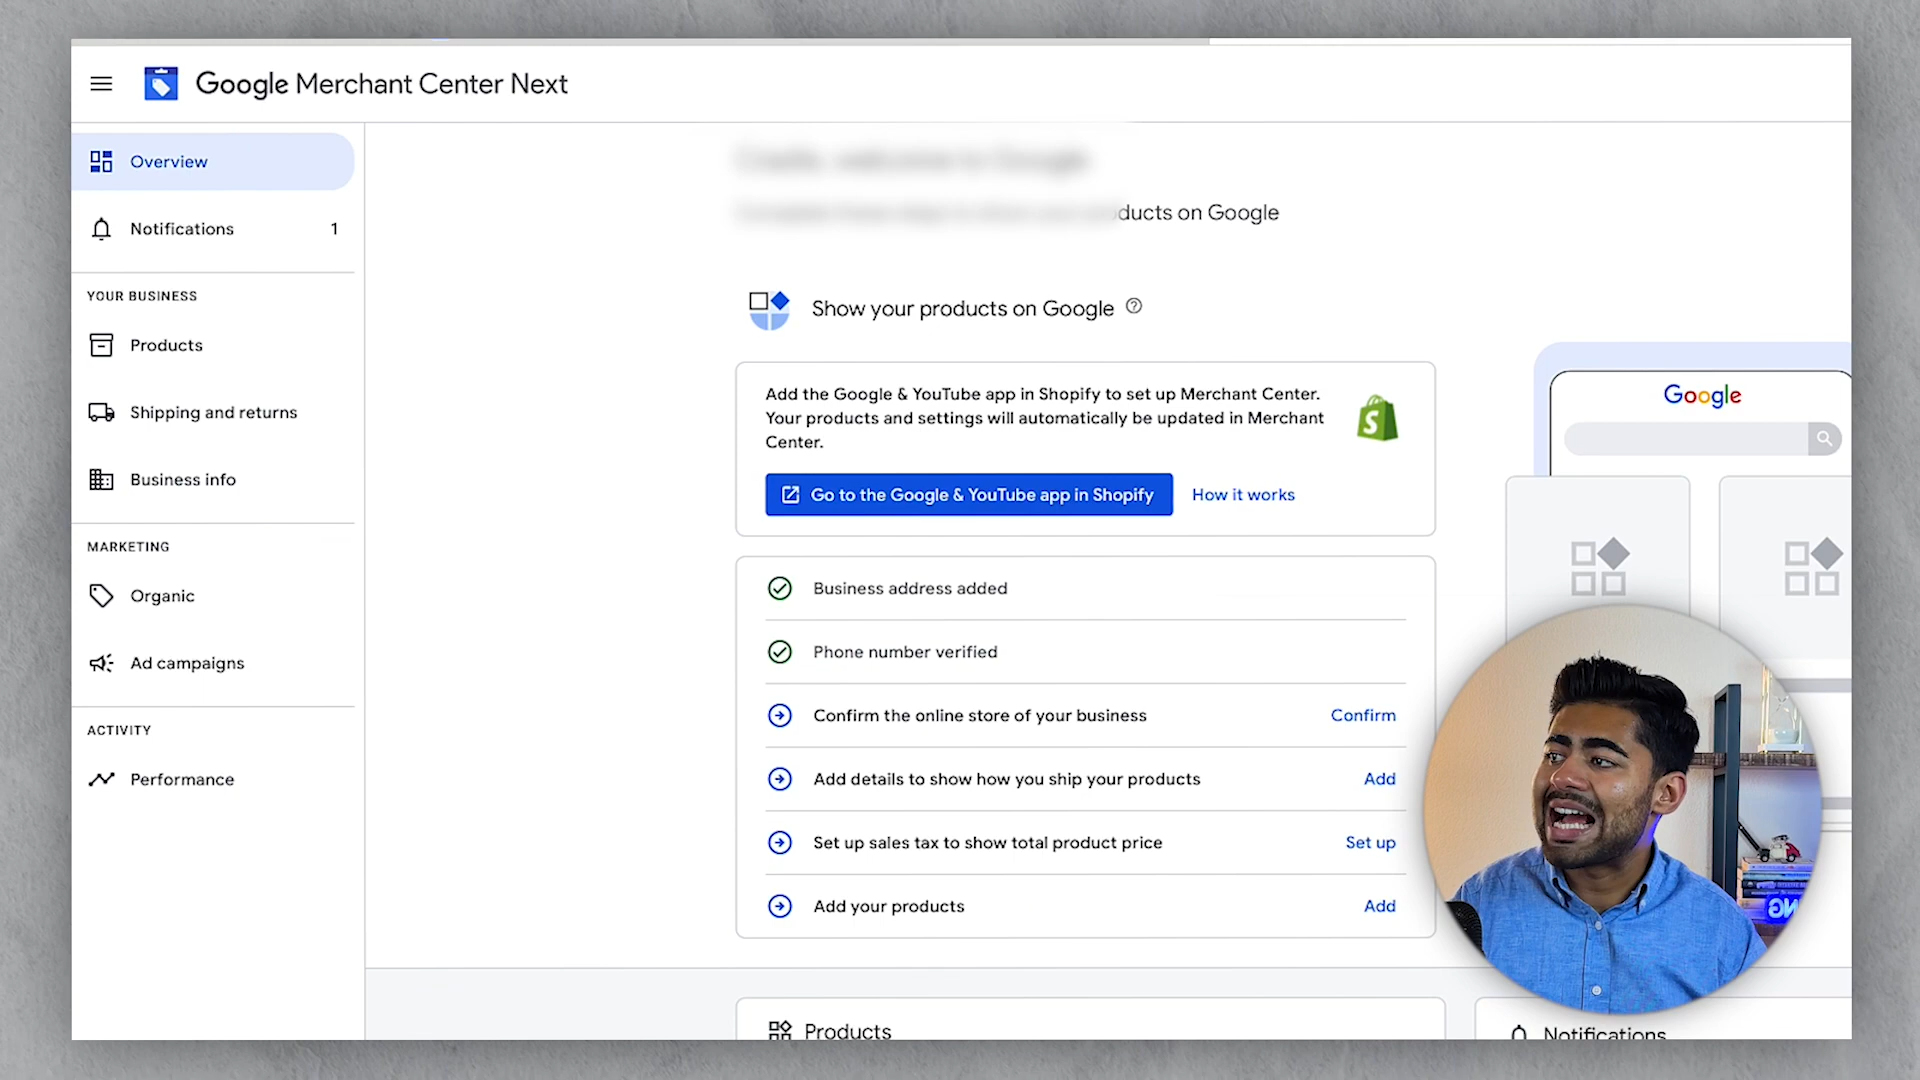 Google Merchant Center Next
Overview
Notifications 1
YOUR BUSINESS
Products
Shipping and returns
Business info
MARKETING
Organic
Ad campaigns
ACTIVITY
Performance
ducts on Google
Show your products on Google
Add the Google & YouTube app in Shopify to set up Merchant Center.
Your products and settings will automatically be updated in Merchant
Center.
Go to the Google & YouTube app in Shopify
How it works
Business address added
Phone number verified
Confirm the online store of your business Confirm
Add details to show how you ship your products Add
Set up sales tax to show total product price Set up
Add your products Add
Google
Products
Notifications